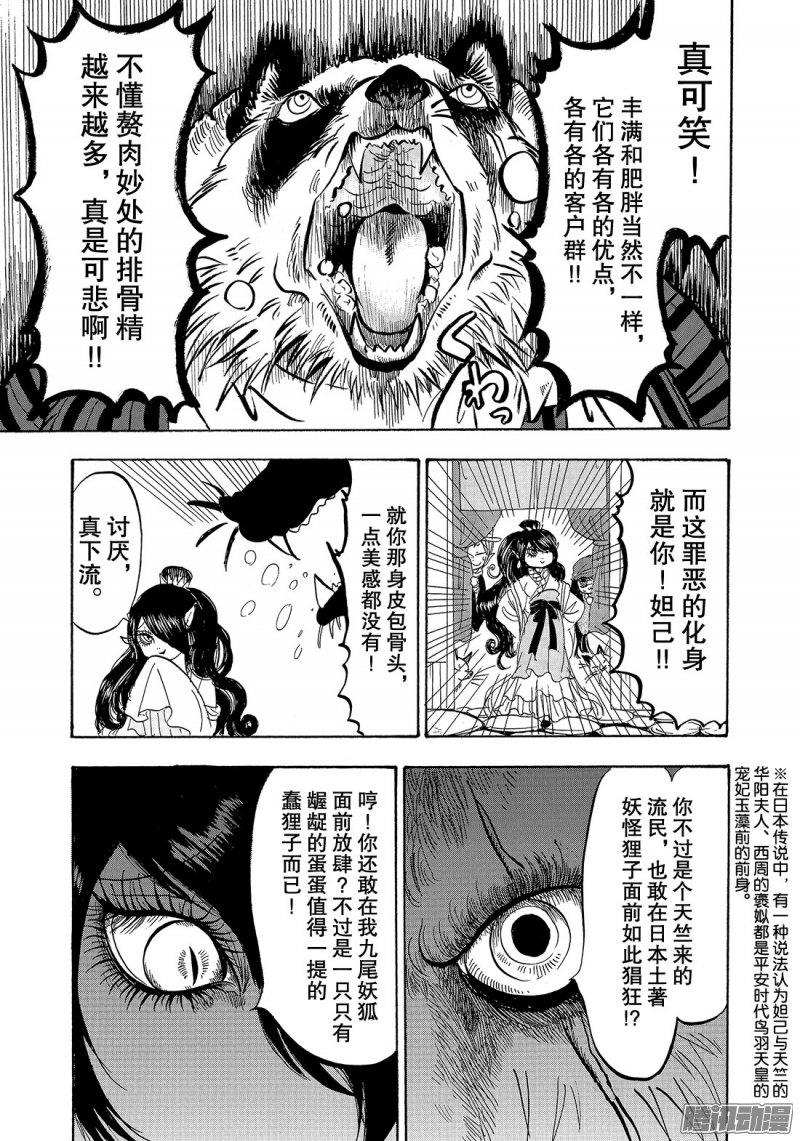 真可笑！
丰满和肥胖当然不一样，
它们各有各的优点，
各有各的客户群!!
不懂赘肉妙处的排骨精
越来越多，真是可悲啊!!
くわっ
而这罪恶的化身
就是你！妲己!!
就你那身皮包骨头，
一点美感都没有！
讨厌，
真下流。
※在日本传说中，有一种说法认为妲己与天竺的
华阳夫人、西周的褒姒都是平安时代鸟羽天皇的
宠妃玉藻前的前身。
你不过是个天竺来的
流民，也敢在日本土著
妖怪狸子面前如此猖狂!?
哼！你还敢在我九尾妖狐
面前放肆？不过是一只只有
龌龊的蛋蛋值得一提的
蠢狸子而已！
腾讯动漫